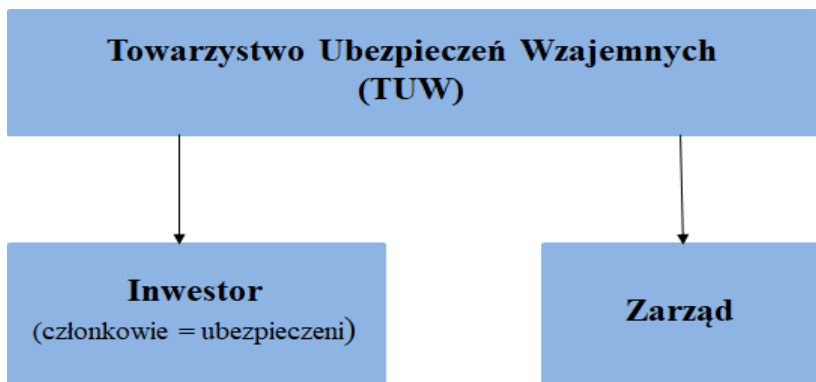 Towarzystwo Ubezpieczeń Wzajemnych
(TUW)
Inwestor
(członkowie = ubezpieczeni)
Zarząd